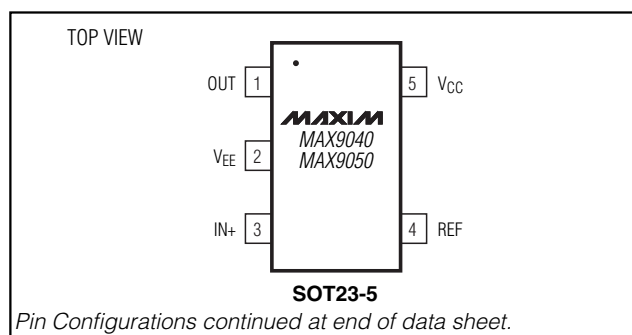 TOP VIEW
OUT 1
5 VCC
MAXIM
MAX9040
MAX9050
VEE 2
IN+ 3
4 REF
SOT23-5
Pin Configurations continued at end of data sheet.